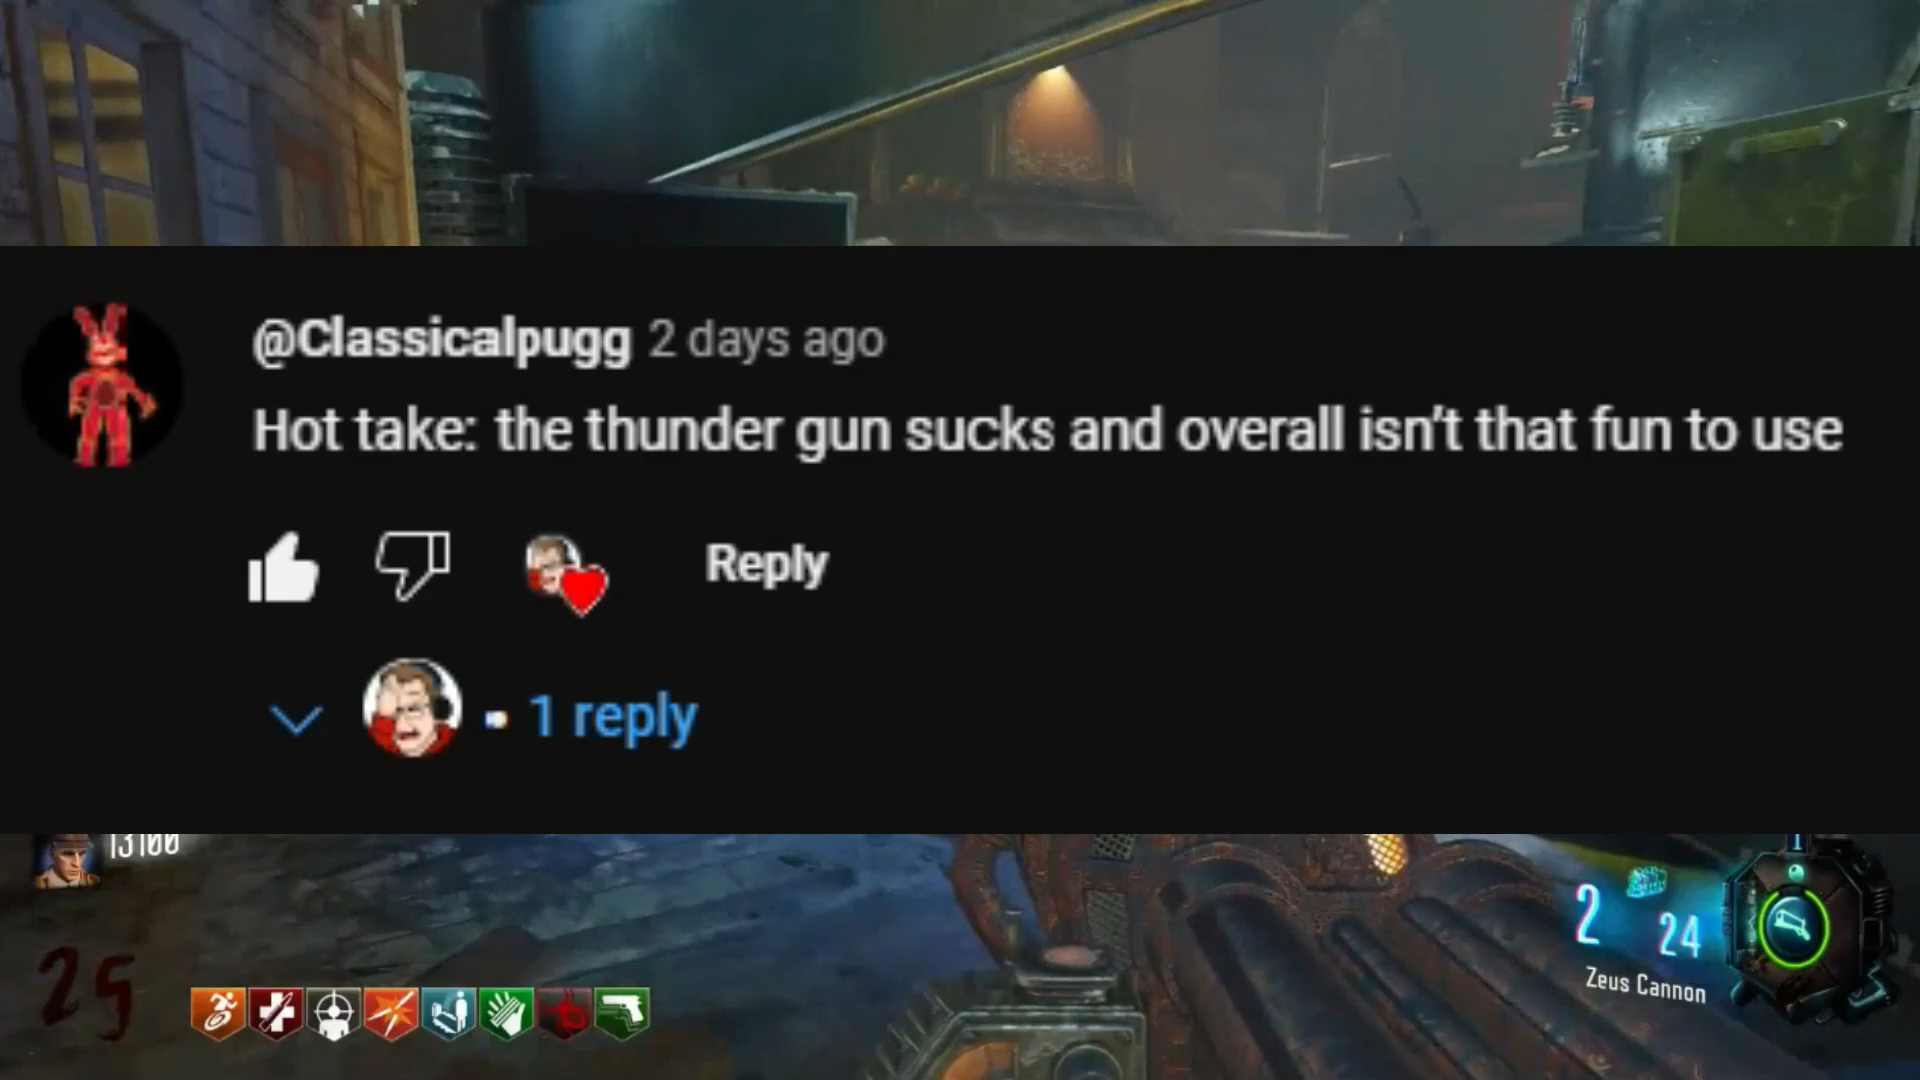 @Classicalpugg 2 days ago
Hot take: the thunder gun sucks and overall isn't that fun to use
Reply
1 reply
13100
1
2
24
Zeus Cannon
25